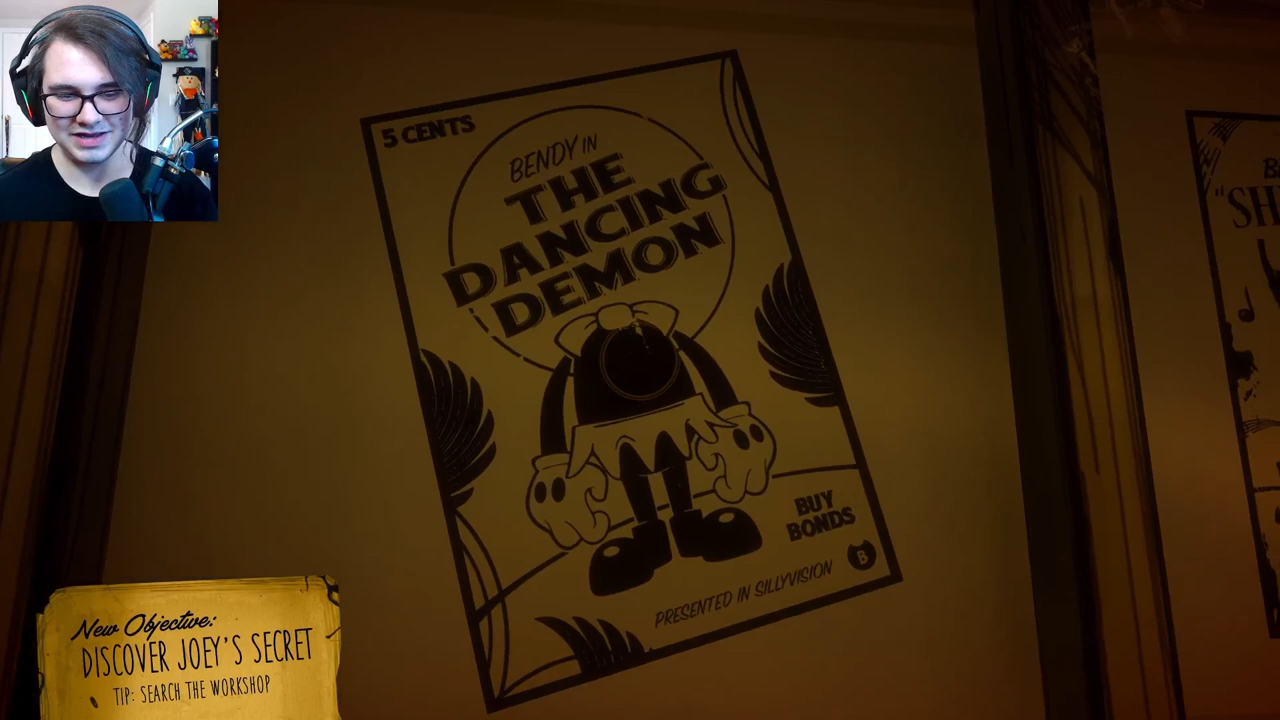 5 CENTS
BENDY IN
THE
DANCING
DEMON
BUY
BONDS
PRESENTED IN SILLYVISION
B
"SH
New Objective:
DISCOVER JOEY'S SECRET
TIP: SEARCH THE WORKSHOP